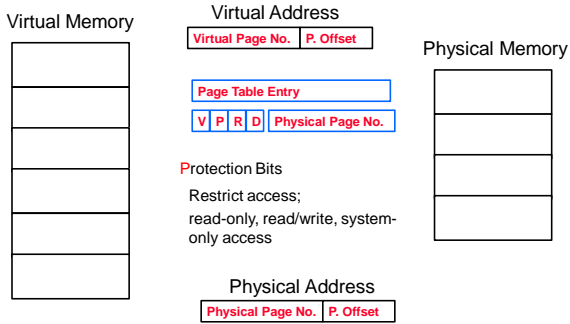 Virtual Memory
Virtual Address
Virtual Page No. P. Offset
Physical Memory
Page Table Entry
V P R D Physical Page No.
Protection Bits
Restrict access;
read-only, read/write, system-
only access
Physical Address
Physical Page No. P. Offset